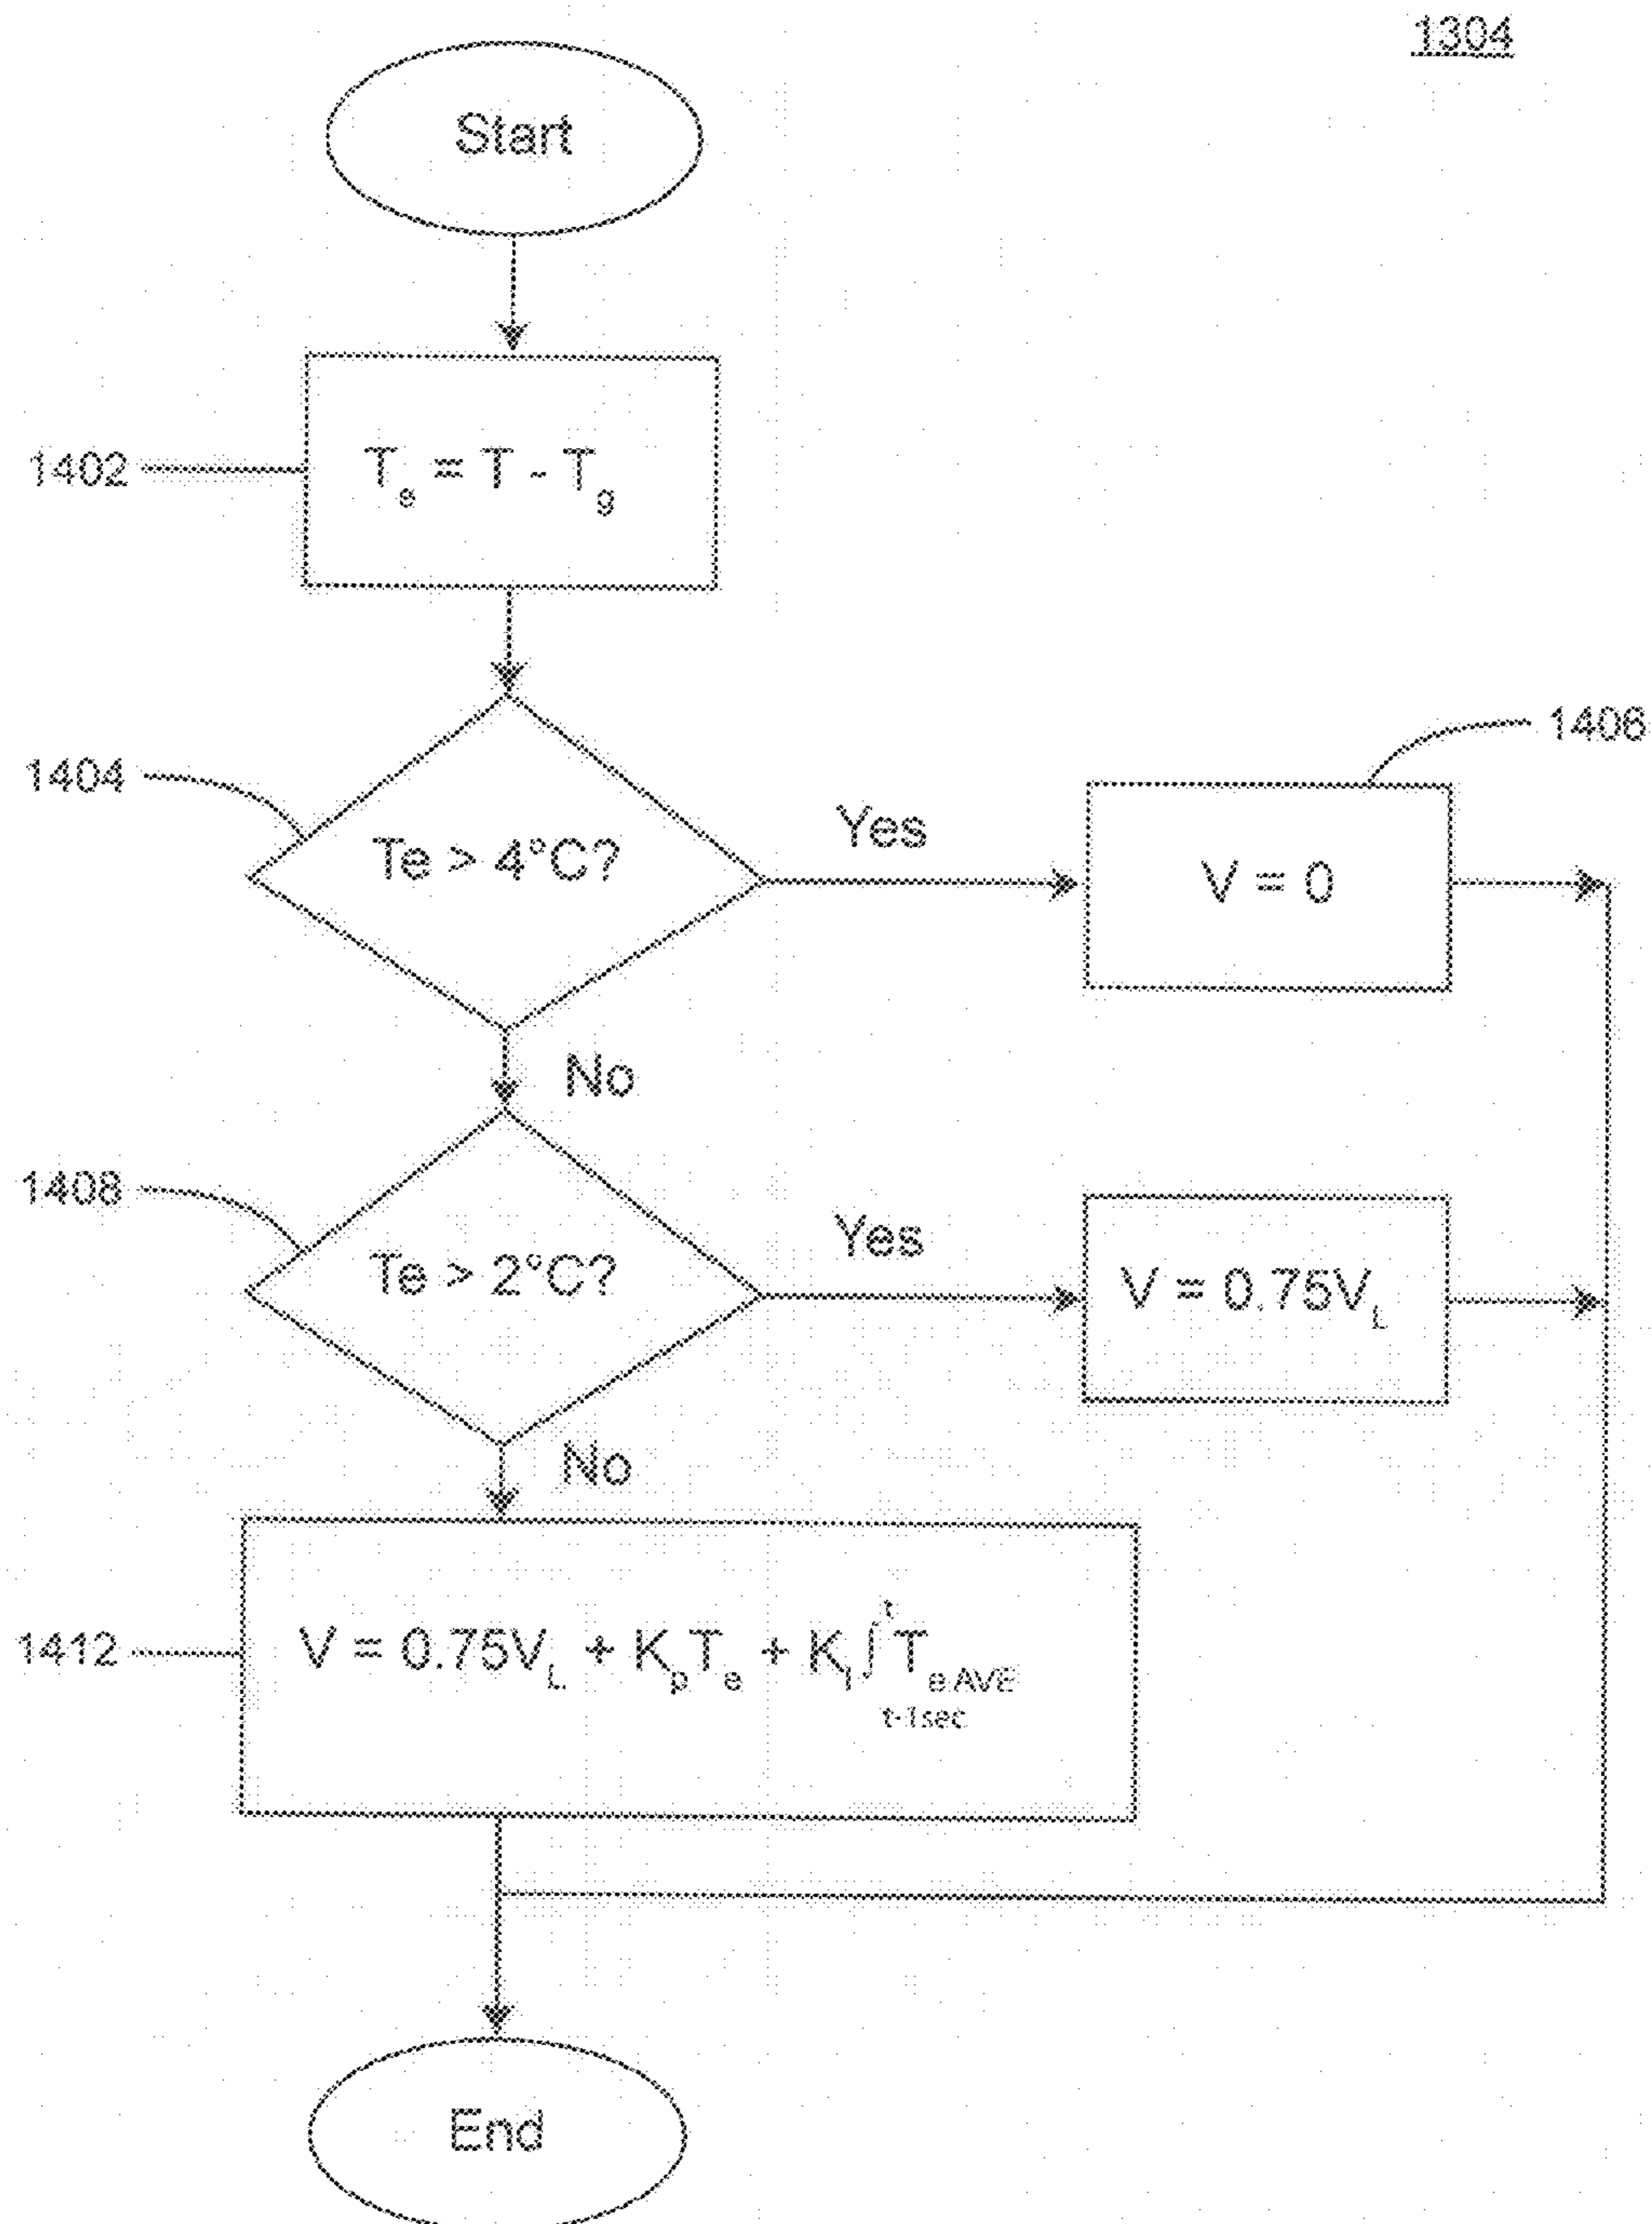 1304
Start
1402
Te = T - Tg
1404
Te > 4°C?
Yes
1406
V = 0
No
1408
Te > 2°C?
Yes
V = 0.75VL
No
1412
V = 0.75VL + KpTe + KI∫ t t-1sec Te AVE
End